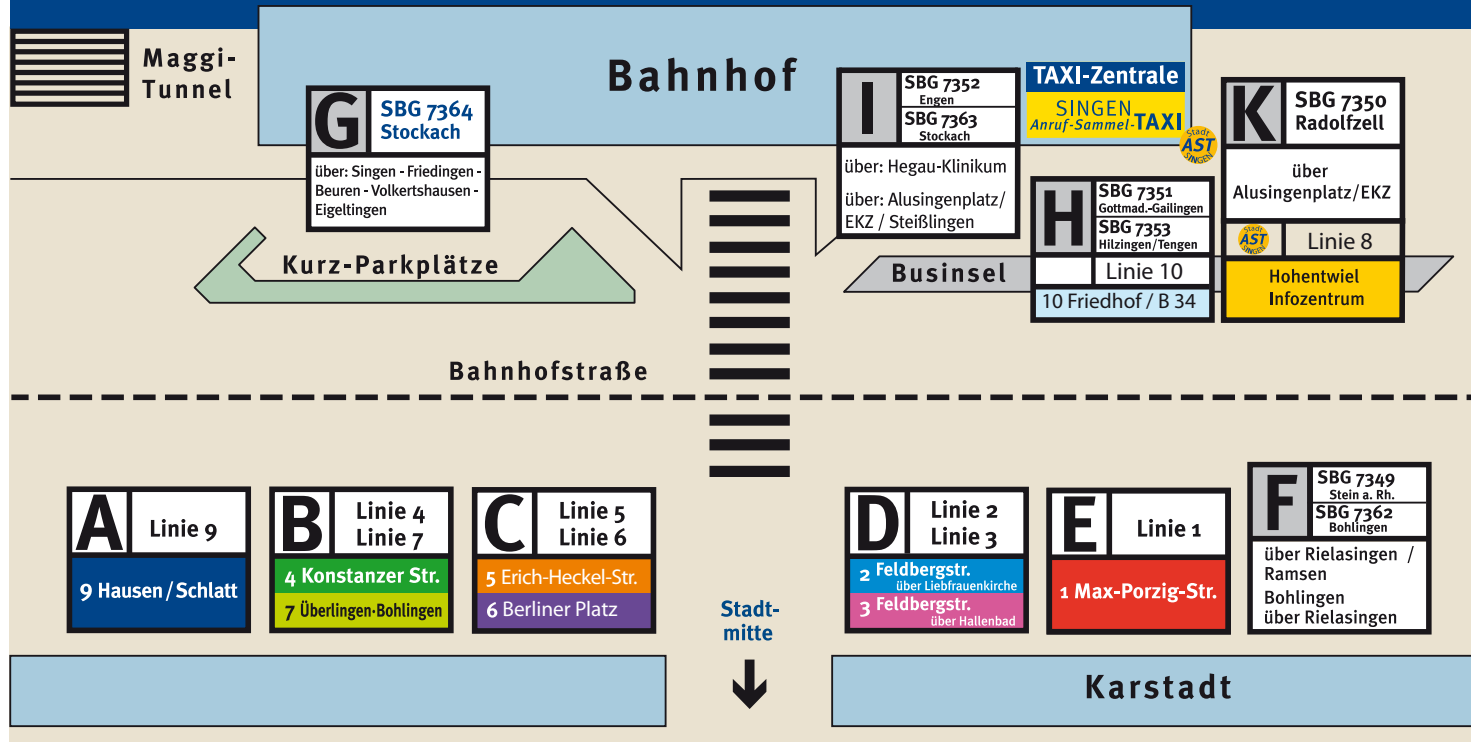 Maggi-
Tunnel
Bahnhof
G
SBG 7364
Stockach
über: Singen - Friedingen -
Beuren - Volkertshausen -
Eigeltingen
I
SBG 7352
Engen
SBG 7363
Stockach
über: Hegau-Klinikum
über: Alusingenplatz/
EKZ / Steißlingen
TAXI-Zentrale
SINGEN
Anruf-Sammel-TAXI
Stadt
AST
SINGEN
K
SBG 7350
Radolfzell
über
Alusingenplatz/EKZ
Stadt
AST
SINGEN
Linie 8
Hohentwiel
Infozentrum
H
SBG 7351
Gottmad.-Gailingen
SBG 7353
Hilzingen/Tengen
Linie 10
10 Friedhof / B 34
Kurz-Parkplätze
Businsel
Bahnhofstraße
A
Linie 9
9 Hausen / Schlatt
B
Linie 4
Linie 7
4 Konstanzer Str.
7 Überlingen·Bohlingen
C
Linie 5
Linie 6
5 Erich-Heckel-Str.
6 Berliner Platz
Stadt-
mitte
D
Linie 2
Linie 3
2 Feldbergstr.
über Liebfrauenkirche
3 Feldbergstr.
über Hallenbad
E
Linie 1
1 Max-Porzig-Str.
F
SBG 7349
Stein a. Rh.
SBG 7362
Bohlingen
über Rielasingen /
Ramsen
Bohlingen
über Rielasingen
Karstadt